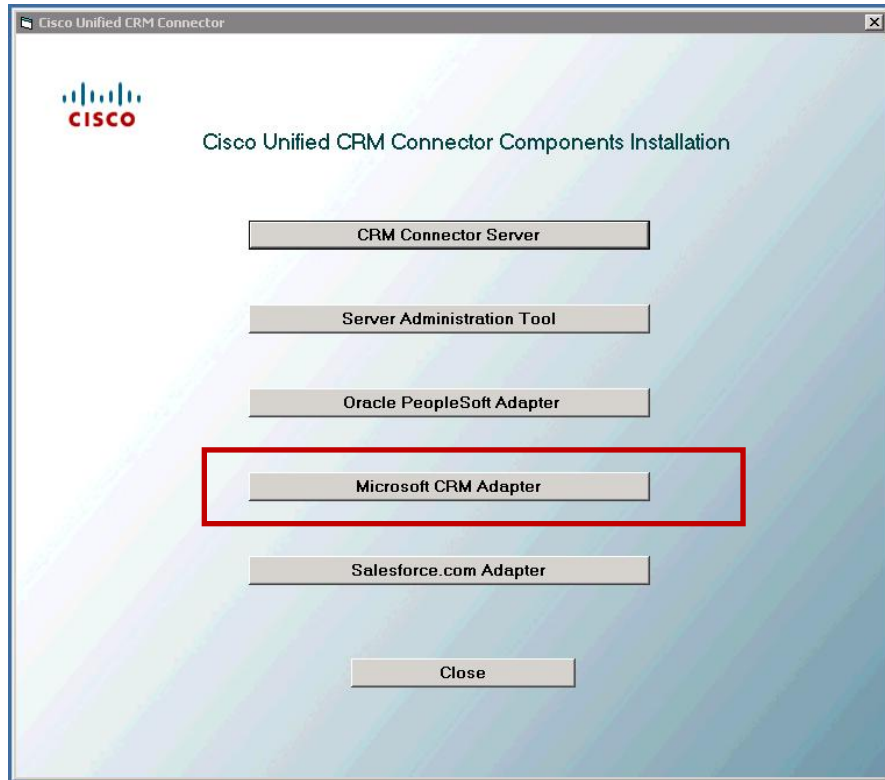 Cisco Unified CRM Connector
CISCO
Cisco Unified CRM Connector Components Installation
CRM Connector Server
Server Administration Tool
Oracle PeopleSoft Adapter
Microsoft CRM Adapter
Salesforce.com Adapter
Close